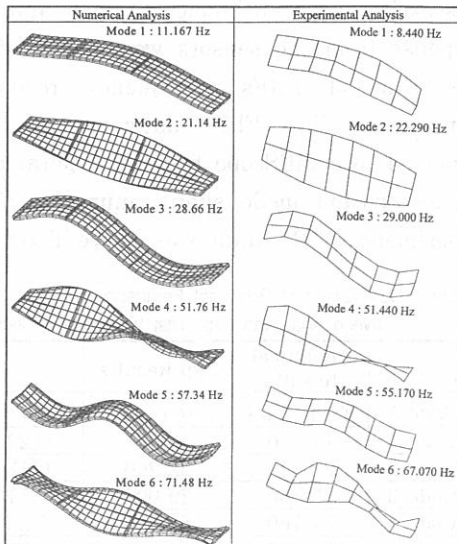 Numerical Analysis
Experimental Analysis
Mode 1 : 11.167 Hz
Mode 1 : 8.440 Hz
Mode 2 : 21.14 Hz
Mode 2 : 22.290 Hz
Mode 3 : 28.66 Hz
Mode 3 : 29.000 Hz
Mode 4 : 51.76 Hz
Mode 4 : 51.440 Hz
Mode 5 : 57.34 Hz
Mode 5 : 55.170 Hz
Mode 6 : 71.48 Hz
Mode 6 : 67.070 Hz